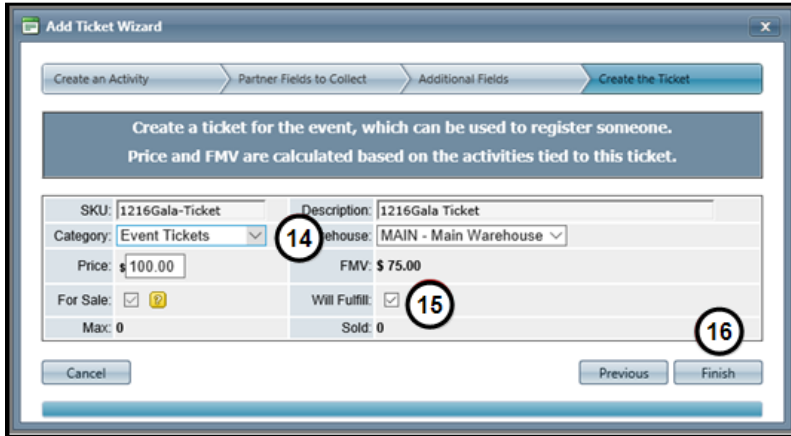 Add Ticket Wizard
x
Create an Activity Partner Fields to Collect Additional Fields Create the Ticket
Create a ticket for the event, which can be used to register someone.
Price and FMV are calculated based on the activities tied to this ticket.
SKU: 1216Gala-Ticket Description: 1216Gala Ticket
Category: Event Tickets 14 ehouse: MAIN - Main Warehouse
Price: $ 100.00 FMV: $ 75.00
For Sale: ? Will Fulfill: 15
Max: 0 Sold: 0 16
Cancel Previous Finish